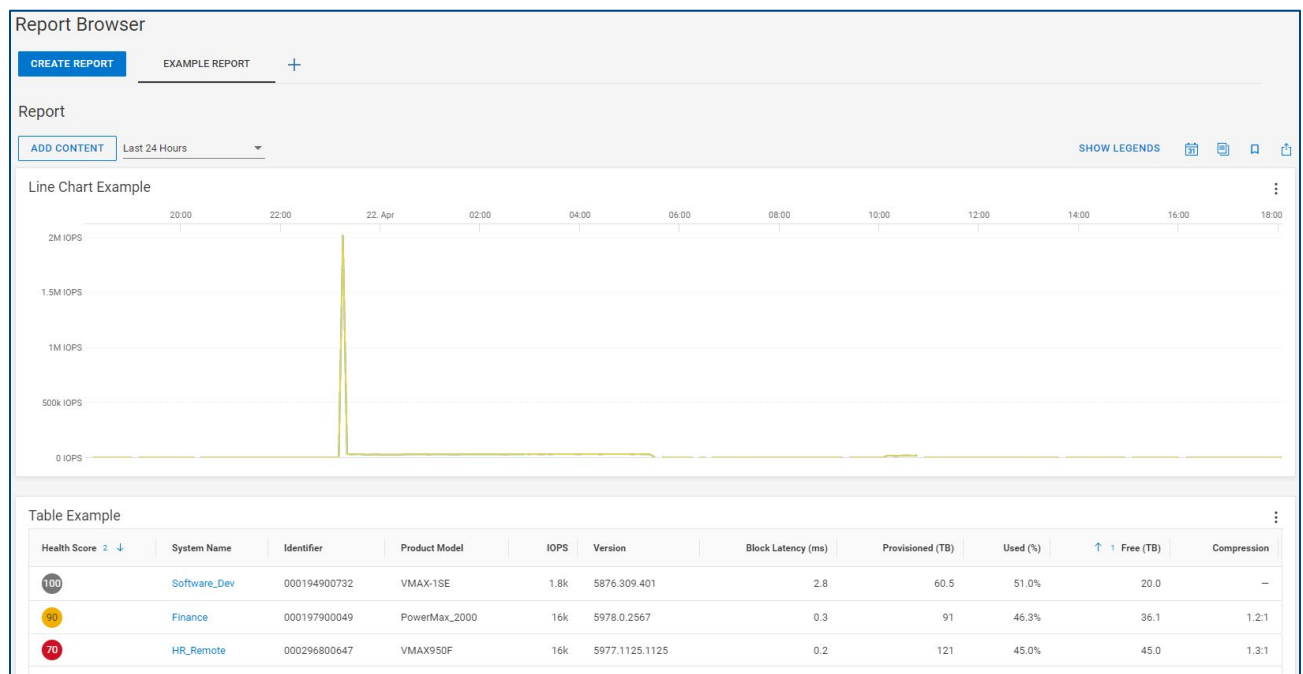 Report Browser
CREATE REPORT EXAMPLE REPORT +
Report
ADD CONTENT Last 24 Hours SHOW LEGENDS 31
Line Chart Example
20:00 22:00 22. Apr 02:00 04:00 06:00 08:00 10:00 12:00 14:00 16:00 18:00
2M IOPS
1.5M IOPS
1M IOPS
500k IOPS
0 IOPS
Table Example
Health Score 2 ↓ System Name Identifier Product Model IOPS Version Block Latency (ms) Provisioned (TB) Used (%) ↑ 1 Free (TB) Compression
100 Software_Dev 000194900732 VMAX-1SE 1.8k 5876.309.401 2.8 60.5 51.0% 20.0 –
90 Finance 000197900049 PowerMax_2000 16k 5978.0.2567 0.3 91 46.3% 36.1 1.2:1
70 HR_Remote 000296800647 VMAX950F 16k 5977.1125.1125 0.2 121 45.0% 45.0 1.3:1